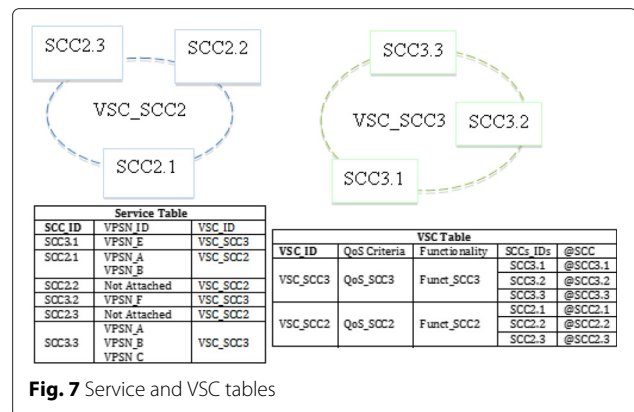 SCC2.3
SCC2.2
VSC_SCC2
SCC2.1
SCC3.3
VSC_SCC3
SCC3.2
SCC3.1
Service Table
SCC_ID VPSN_ID VSC_ID
SCC3.1 VPSN_E VSC_SCC3
SCC2.1 VPSN_A VSC_SCC2
VPSN_B
SCC2.2 Not Attached VSC_SCC2
SCC3.2 VPSN_F VSC_SCC3
SCC2.3 Not Attached VSC_SCC2
VPSN_A
SCC3.3 VPSN_B VSC_SCC3
VPSN C
VSC Table
VSC_ID QoS Criteria Functionality SCCs_IDs @SCC
SCC3.1 @SCC3.1
VSC_SCC3 QoS_SCC3 Funct_SCC3 SCC3.2 @SCC3.2
SCC3.3 @SCC3.3
SCC2.1 @SCC2.1
VSC_SCC2 QoS_SCC2 Funct_SCC2 SCC2.2 @SCC2.2
SCC2.3 @SCC2.3
Fig. 7 Service and VSC tables